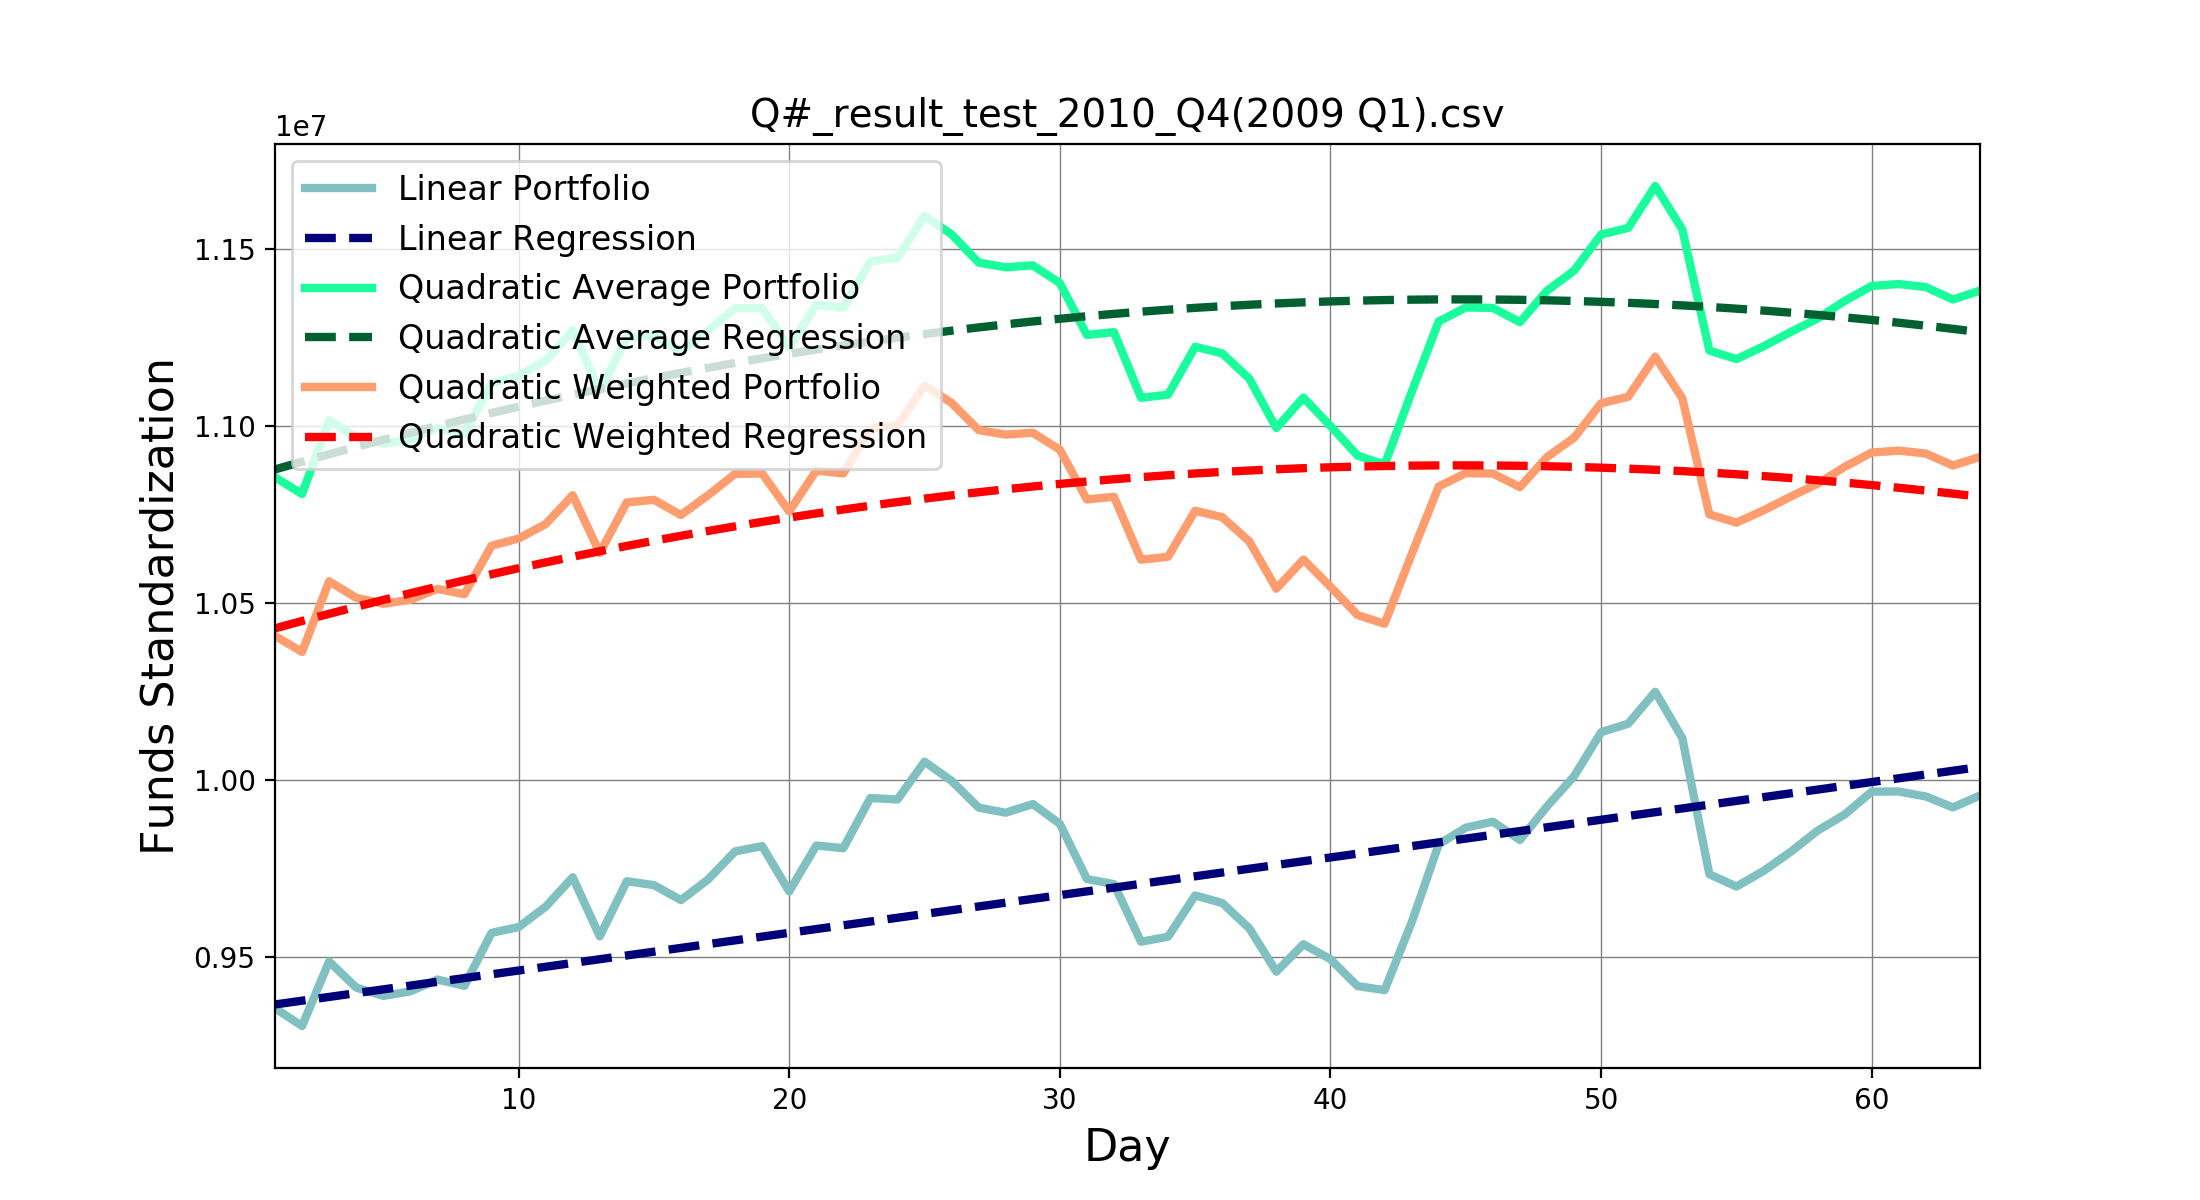 Q#_result_test_2010_Q4(2009 Q1).csv
1e7
Linear Portfolio
Linear Regression
Quadratic Average Portfolio
Quadratic Average Regression
Quadratic Weighted Portfolio
Quadratic Weighted Regression
1.15
1.10
1.05
1.00
0.95
Funds Standardization
10 20 30 40 50 60
Day